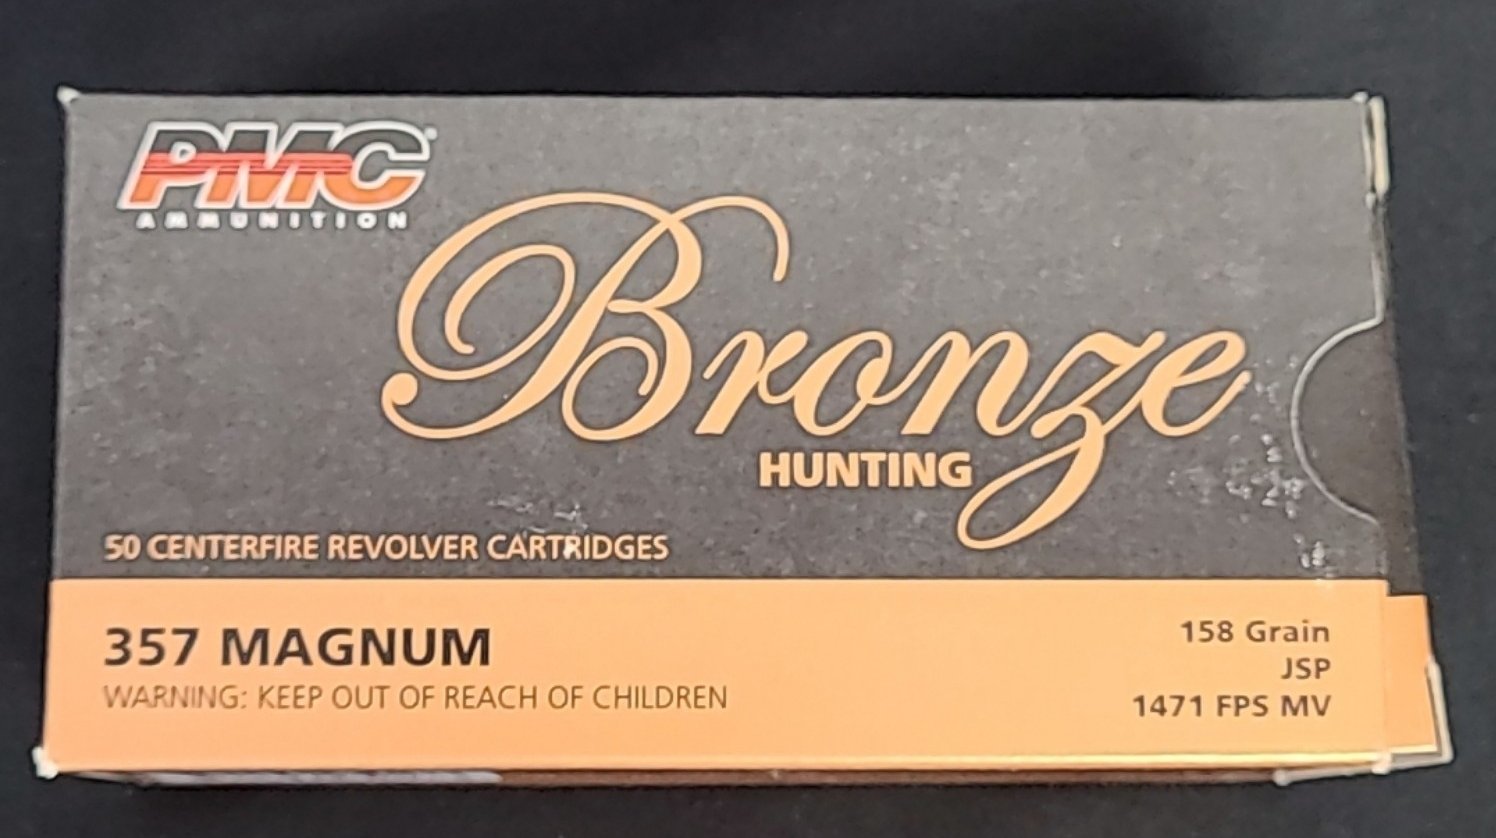 PMC
AMMUNITION
Bronze
HUNTING
50 CENTERFIRE REVOLVER CARTRIDGES
357 MAGNUM
WARNING: KEEP OUT OF REACH OF CHILDREN
158 Grain
JSP
1471 FPS MV